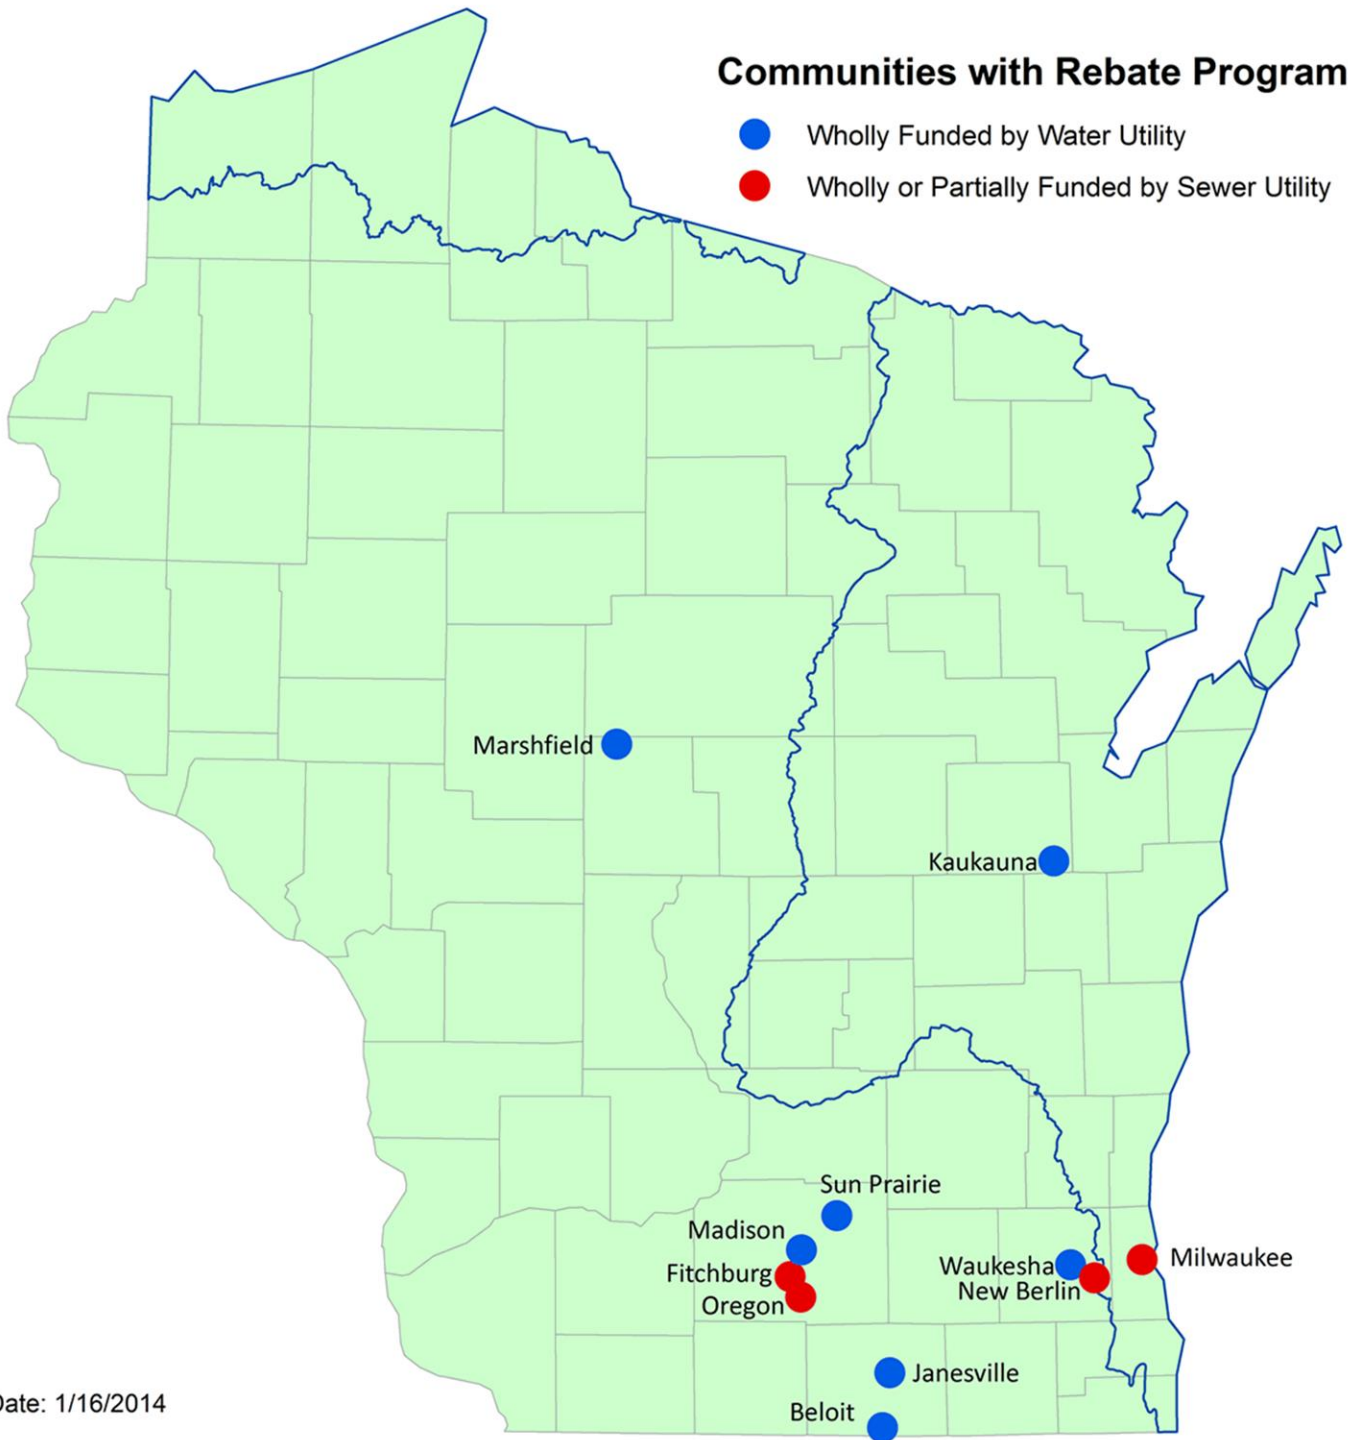 Communities with Rebate Program
Wholly Funded by Water Utility
Wholly or Partially Funded by Sewer Utility
Marshfield
Kaukauna
Sun Prairie
Madison
Fitchburg
Oregon
Waukesha
New Berlin
Milwaukee
Janesville
Beloit
Date: 1/16/2014